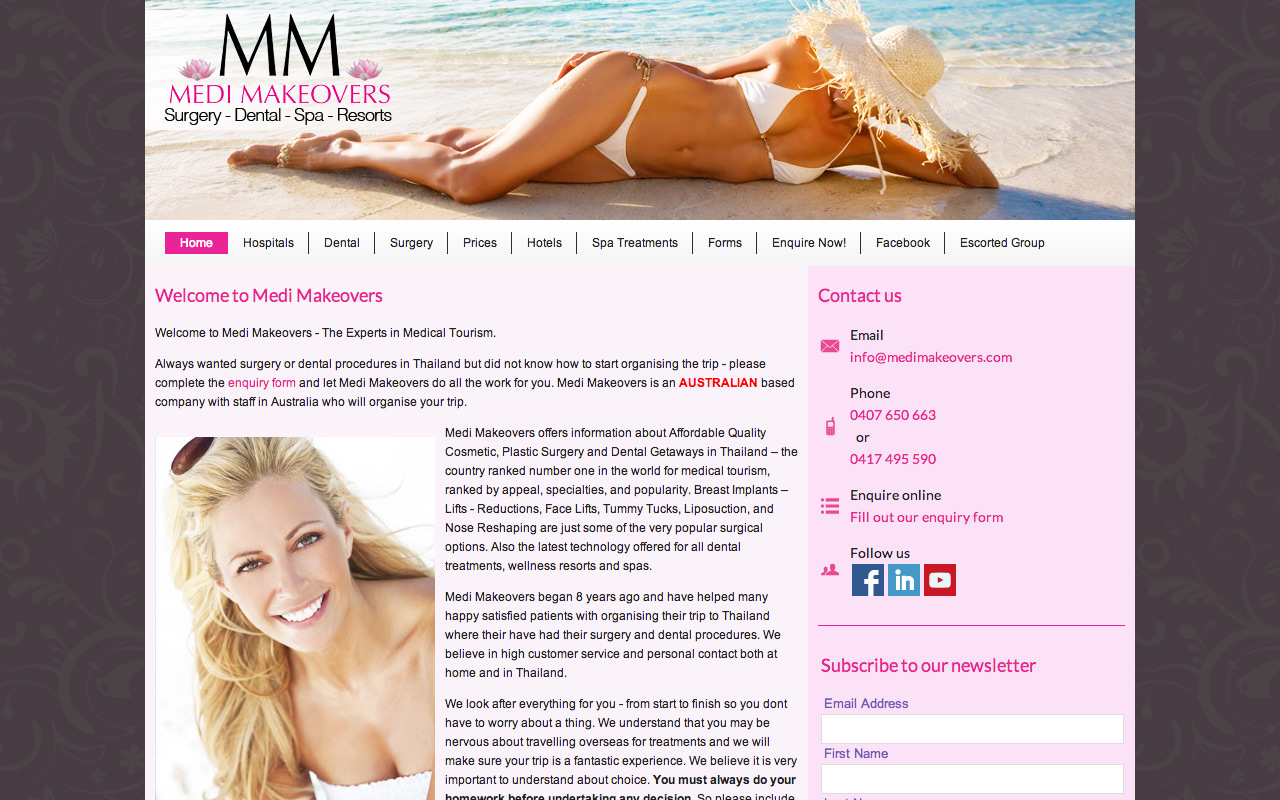 MM
MEDI MAKEOVERS
Surgery - Dental - Spa - Resorts
Home
Hospitals
Dental
Surgery
Prices
Hotels
Spa Treatments
Forms
Enquire Now!
Facebook
Escorted Group
Welcome to Medi Makeovers
Welcome to Medi Makeovers - The Experts in Medical Tourism.
Always wanted surgery or dental procedures in Thailand but did not know how to start organising the trip - please
complete the enquiry form and let Medi Makeovers do all the work for you. Medi Makeovers is an AUSTRALIAN based
company with staff in Australia who will organise your trip.
Medi Makeovers offers information about Affordable Quality
Cosmetic, Plastic Surgery and Dental Getaways in Thailand – the
country ranked number one in the world for medical tourism,
ranked by appeal, specialties, and popularity. Breast Implants –
Lifts - Reductions, Face Lifts, Tummy Tucks, Liposuction, and
Nose Reshaping are just some of the very popular surgical
options. Also the latest technology offered for all dental
treatments, wellness resorts and spas.
Medi Makeovers began 8 years ago and have helped many
happy satisfied patients with organising their trip to Thailand
where their have had their surgery and dental procedures. We
believe in high customer service and personal contact both at
home and in Thailand.
We look after everything for you - from start to finish so you dont
have to worry about a thing. We understand that you may be
nervous about travelling overseas for treatments and we will
make sure your trip is a fantastic experience. We believe it is very
important to understand about choice. You must always do your
homework before undertaking any decision. So please include
Contact us
Email
info@medimakeovers.com
Phone
0407 650 663
or
0417 495 590
Enquire online
Fill out our enquiry form
Follow us
Subscribe to our newsletter
Email Address
First Name